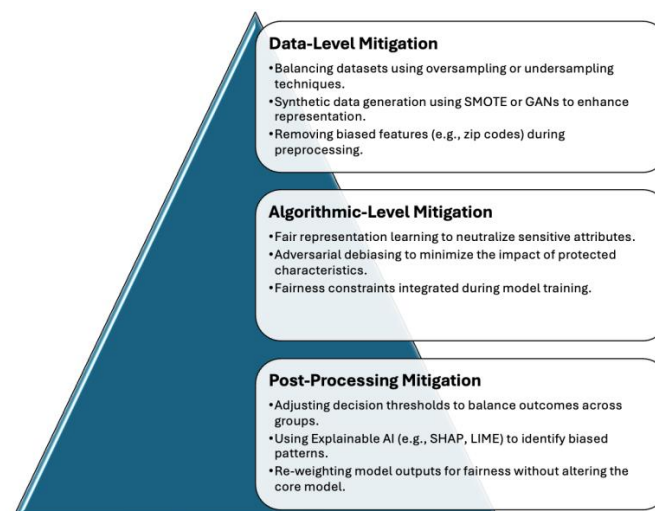 Data-Level Mitigation
•Balancing datasets using oversampling or undersampling
techniques.
•Synthetic data generation using SMOTE or GANs to enhance
representation.
•Removing biased features (e.g., zip codes) during
preprocessing.
Algorithmic-Level Mitigation
•Fair representation learning to neutralize sensitive attributes.
•Adversarial debiasing to minimize the impact of protected
characteristics.
•Fairness constraints integrated during model training.
Post-Processing Mitigation
•Adjusting decision thresholds to balance outcomes across
groups.
•Using Explainable AI (e.g., SHAP, LIME) to identify biased
patterns.
•Re-weighting model outputs for fairness without altering the
core model.